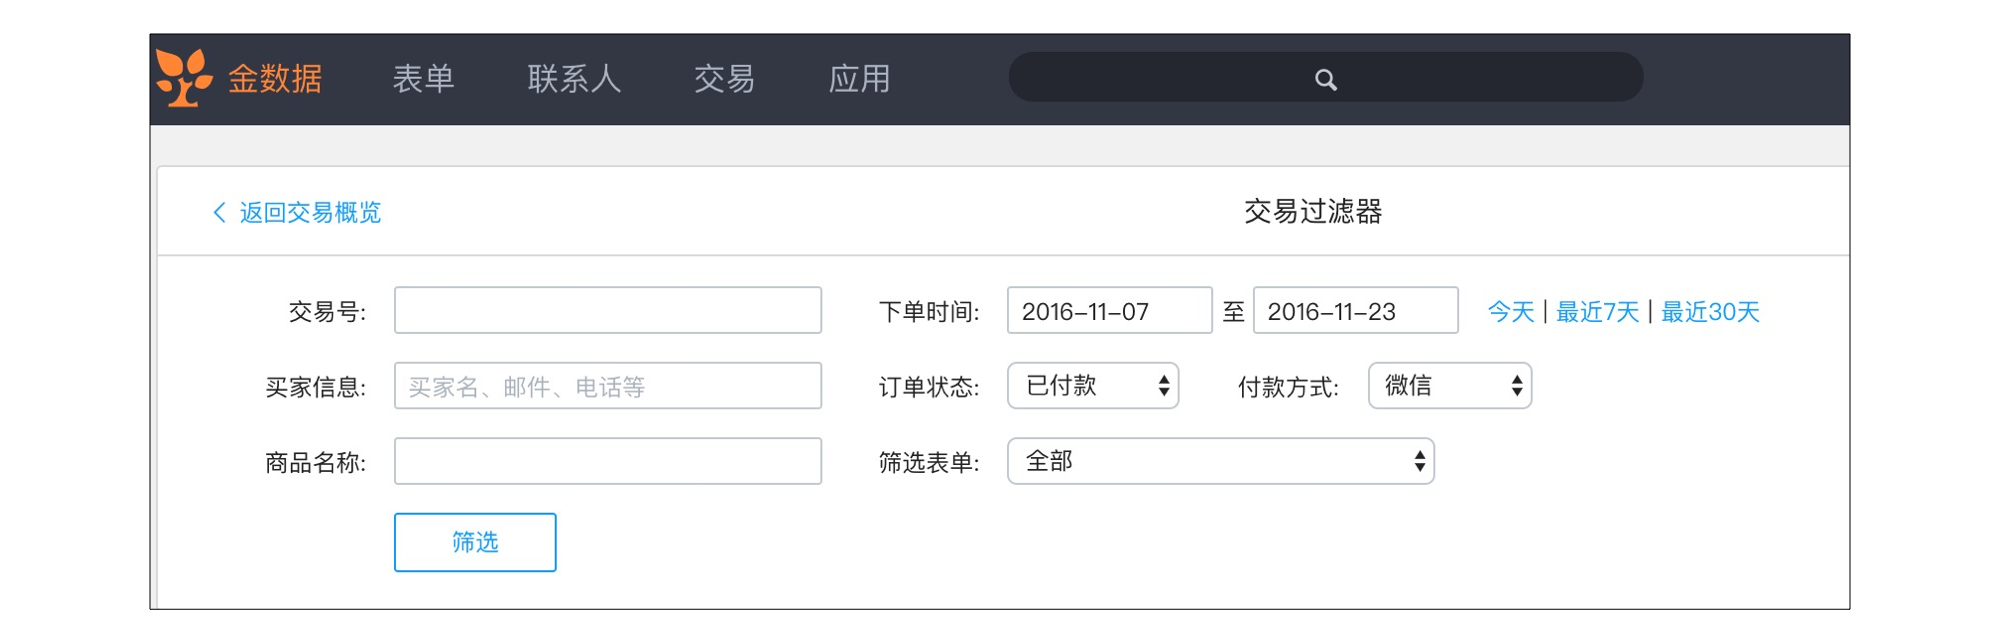 金数据 表单 联系人 交易 应用
返回交易概览 交易过滤器
交易号: 下单时间: 2016-11-07 至 2016-11-23 今天 | 最近7天 | 最近30天
买家信息: 买家名、邮件、电话等 订单状态: 已付款 付款方式: 微信
商品名称: 筛选表单: 全部
筛选